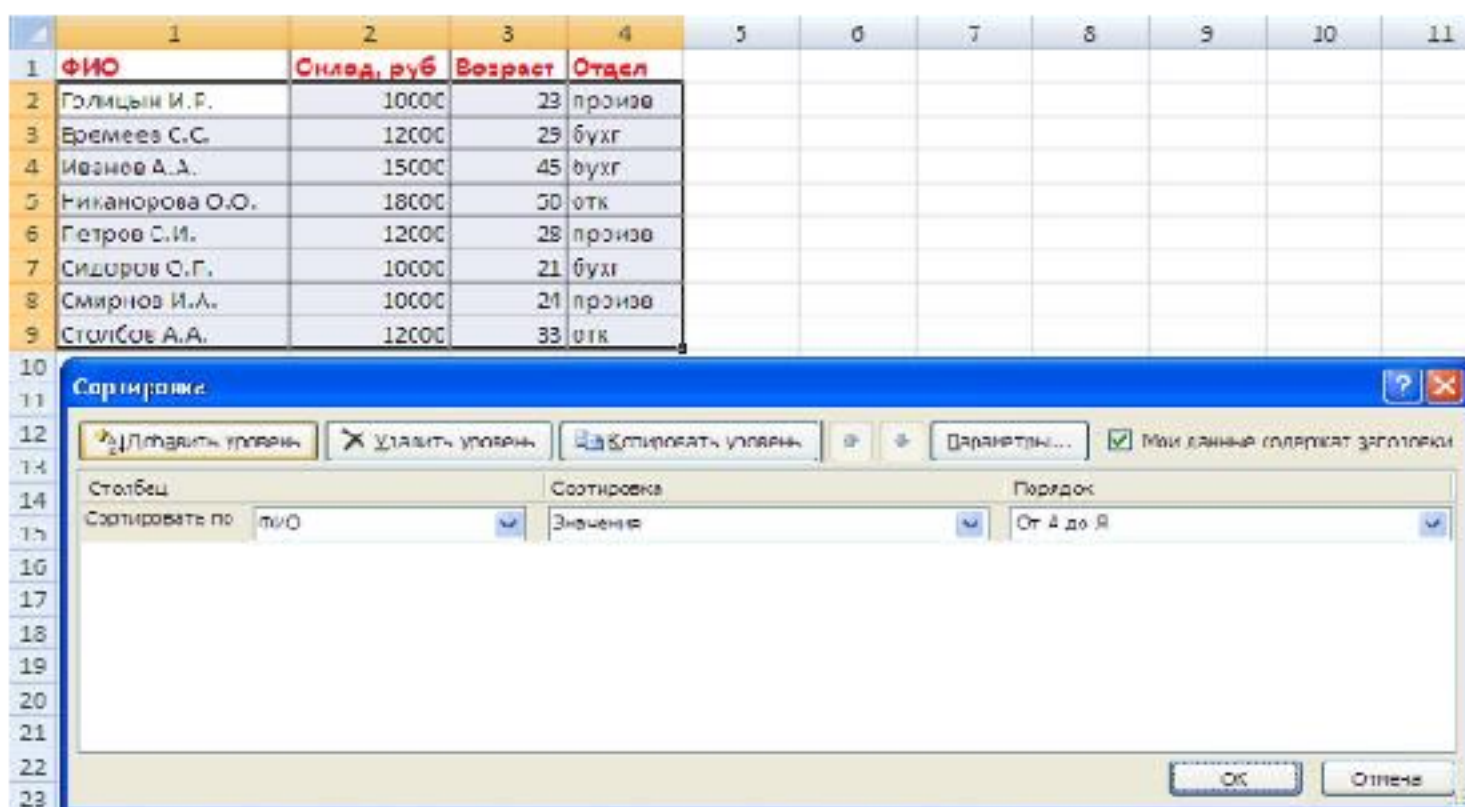 1 2 3 4 5 6 7 8 9 10 11
1 ФИО Оклад, руб Возраст Отдел
2 Голицын И.Р. 10000 23 произв
3 Еремеев С.С. 12000 29 бухг
4 Иванов А.А. 15000 45 бухг
5 Никанорова О.О. 18000 50 отк
6 Петров С.И. 12000 28 произв
7 Сидоров О.П. 10000 21 бухг
8 Смирнов И.А. 10000 24 произв
9 Столбов А.А. 12000 33 отк
10
11 Сортировка
12 Добавить уровень Удалить уровень Копировать уровень Параметры... Мои данные содержат заголовки
13
14 Столбец Сортировка Порядок
15 Сортировать по ФИО Значения От А до Я
16
17
18
19
20
21
22 ОК Отмена
23